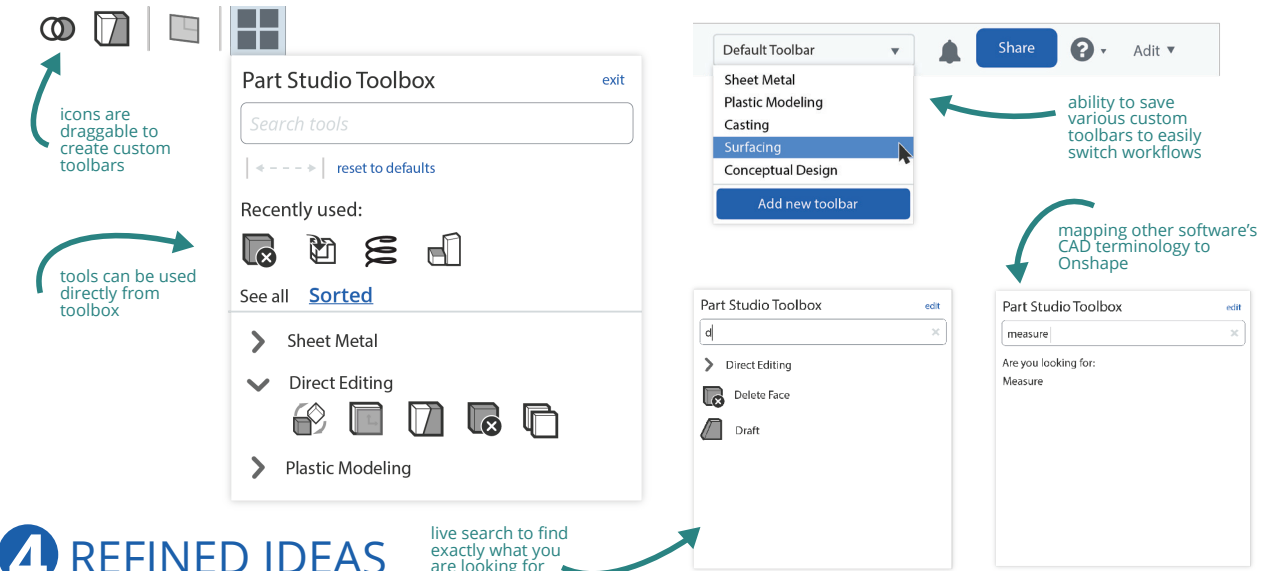 icons are
draggable to
create custom
toolbars
tools can be used
directly from
toolbox
Part Studio Toolbox
exit
Search tools
reset to defaults
Recently used:
See all Sorted
Sheet Metal
Direct Editing
Plastic Modeling
Default Toolbar
Share
?
Adit
Sheet Metal
Plastic Modeling
Casting
Surfacing
Conceptual Design
Add new toolbar
ability to save
various custom
toolbars to easily
switch workflows
mapping other software's
CAD terminology to
Onshape
Part Studio Toolbox
edit
d
Direct Editing
Delete Face
Draft
Part Studio Toolbox
edit
measure
Are you looking for:
Measure
4 REFINED IDEAS
live search to find
exactly what you
are looking for